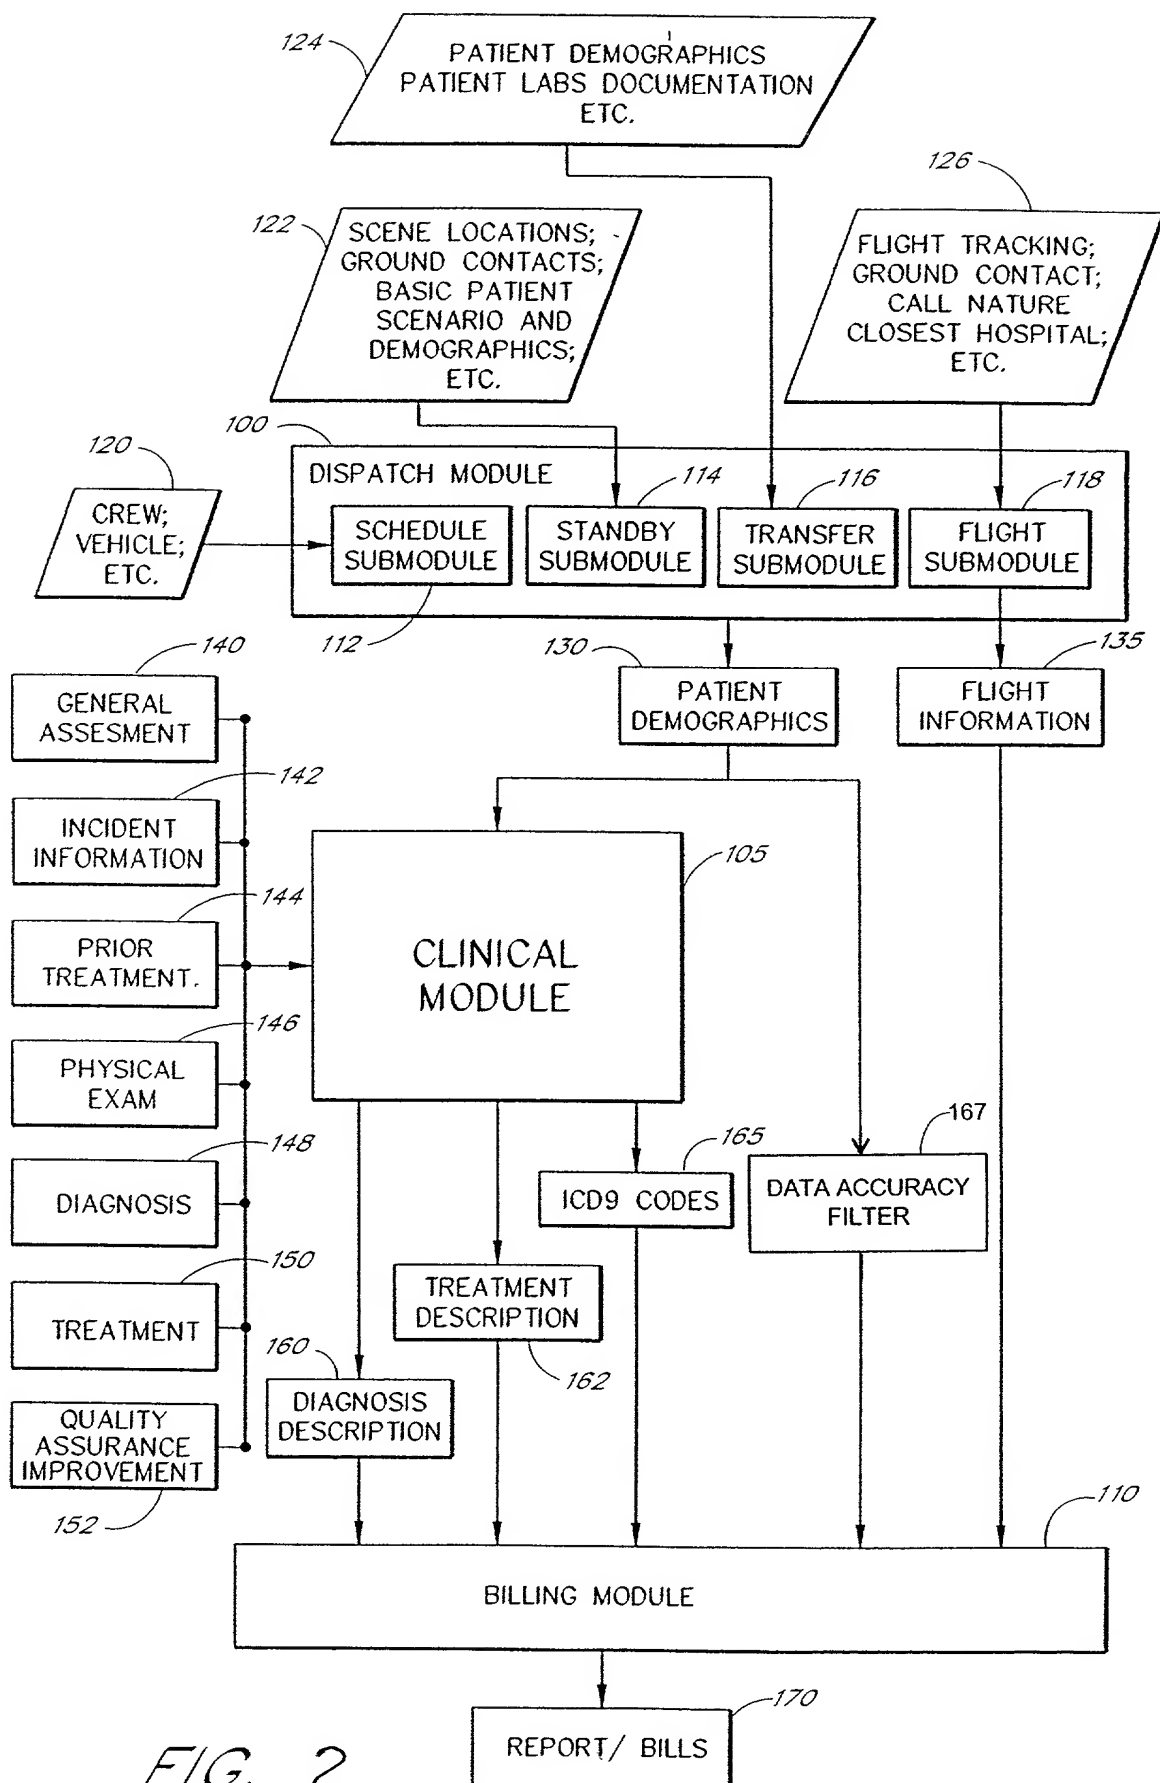 124
PATIENT DEMOGRAPHICS
PATIENT LABS DOCUMENTATION
ETC.
126
122
SCENE LOCATIONS;
GROUND CONTACTS;
BASIC PATIENT
SCENARIO AND
DEMOGRAPHICS;
ETC.
FLIGHT TRACKING;
GROUND CONTACT;
CALL NATURE
CLOSEST HOSPITAL;
ETC.
100
120
CREW;
VEHICLE;
ETC.
DISPATCH MODULE
114
116
118
SCHEDULE
SUBMODULE
STANDBY
SUBMODULE
TRANSFER
SUBMODULE
FLIGHT
SUBMODULE
112
130
135
PATIENT
DEMOGRAPHICS
FLIGHT
INFORMATION
140
GENERAL
ASSESMENT
142
INCIDENT
INFORMATION
144
PRIOR
TREATMENT.
146
PHYSICAL
EXAM
148
DIAGNOSIS
150
TREATMENT
QUALITY
ASSURANCE
IMPROVEMENT
152
105
CLINICAL
MODULE
165
ICD9 CODES
167
DATA ACCURACY
FILTER
TREATMENT
DESCRIPTION
162
160
DIAGNOSIS
DESCRIPTION
110
BILLING MODULE
170
REPORT/ BILLS
FIG. 2